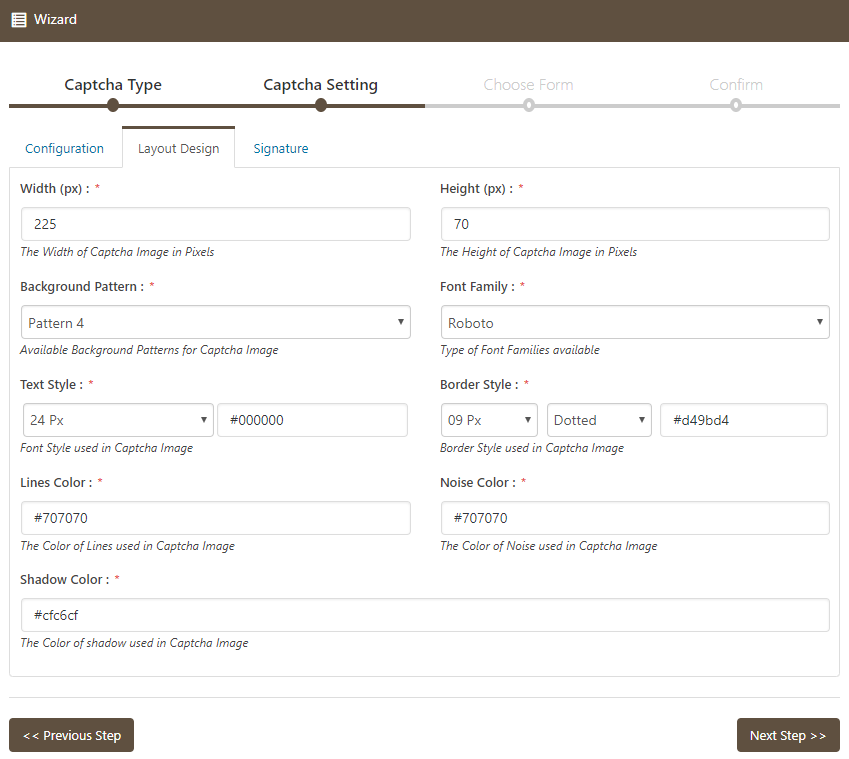 Wizard
Captcha Type Captcha Setting Choose Form Confirm
Configuration Layout Design Signature
Width (px) : * Height (px) : *
225 70
The Width of Captcha Image in Pixels The Height of Captcha Image in Pixels
Background Pattern : * Font Family : *
Pattern 4 Roboto
Available Background Patterns for Captcha Image Type of Font Families available
Text Style : * Border Style : *
24 Px #000000 09 Px Dotted #d49bd4
Font Style used in Captcha Image Border Style used in Captcha Image
Lines Color : * Noise Color : *
#707070 #707070
The Color of Lines used in Captcha Image The Color of Noise used in Captcha Image
Shadow Color : *
#cfc6cf
The Color of shadow used in Captcha Image
<< Previous Step Next Step >>